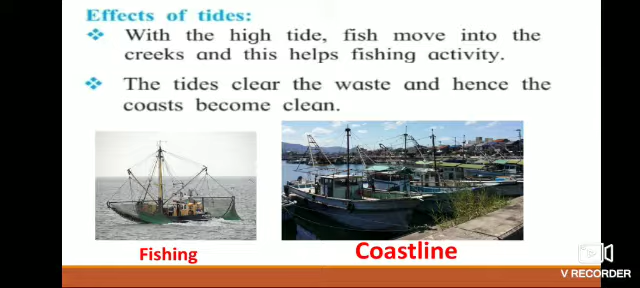 Effects of tides:
With the high tide, fish move into the
creeks and this helps fishing activity.
The tides clear the waste and hence the
coasts become clean.
Fishing
Coastline
V RECORDER